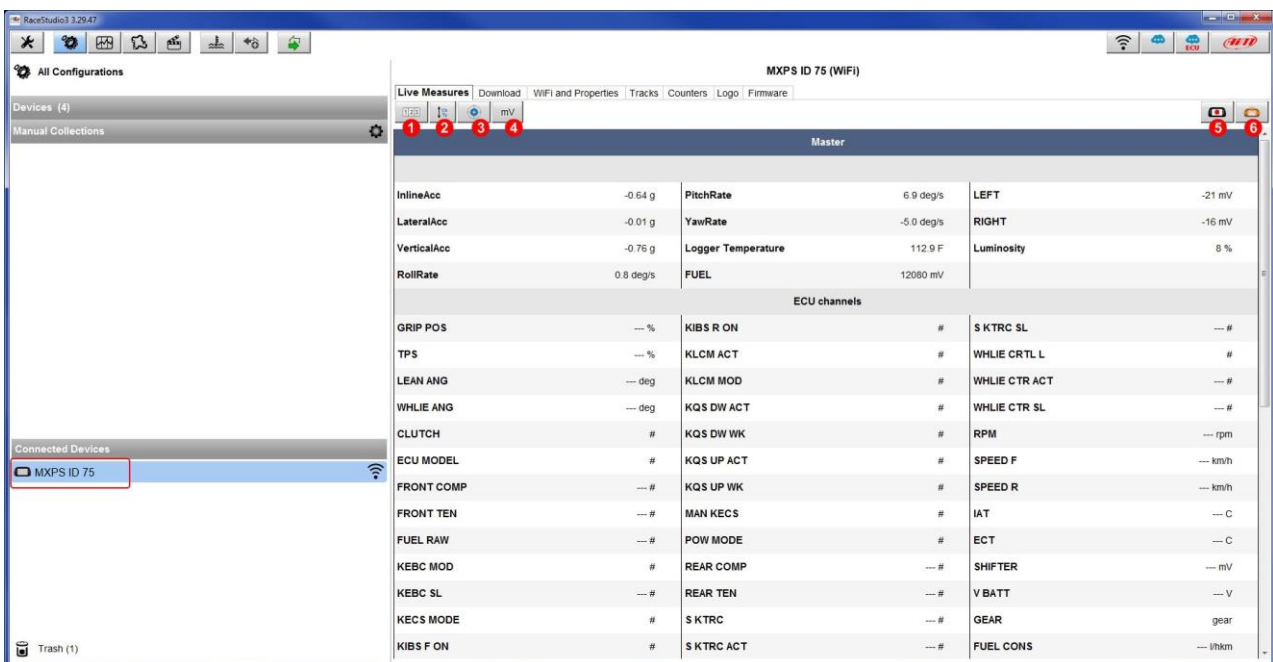 RaceStudio3 3.29.47
ECU
AiM
All Configurations
MXPS ID 75 (WiFi)
Live Measures Download WiFi and Properties Tracks Counters Logo Firmware
Devices (4)
123 mV
Manual Collections
1 2 3 4 5 6
Master
InlineAcc -0.64 g PitchRate 6.9 deg/s LEFT -21 mV
LateralAcc -0.01 g YawRate -5.0 deg/s RIGHT -16 mV
VerticalAcc -0.76 g Logger Temperature 112.9 F Luminosity 8 %
RollRate 0.8 deg/s FUEL 12080 mV
ECU channels
GRIP POS --- % KIBS R ON # S KTRC SL --- #
TPS --- % KLCM ACT # WHLIE CRTL L #
LEAN ANG --- deg KLCM MOD # WHLIE CTR ACT --- #
WHLIE ANG --- deg KQS DW ACT # WHLIE CTR SL --- #
CLUTCH # KQS DW WK # RPM --- rpm
Connected Devices
ECU MODEL # KQS UP ACT # SPEED F --- km/h
MXPS ID 75
FRONT COMP --- # KQS UP WK # SPEED R --- km/h
FRONT TEN --- # MAN KECS # IAT --- C
FUEL RAW --- # POW MODE # ECT --- C
KEBC MOD # REAR COMP --- # SHIFTER --- mV
KEBC SL --- # REAR TEN --- # V BATT --- V
KECS MODE # S KTRC --- # GEAR gear
KIBS F ON # S KTRC ACT --- # FUEL CONS --- l/hkm
Trash (1)